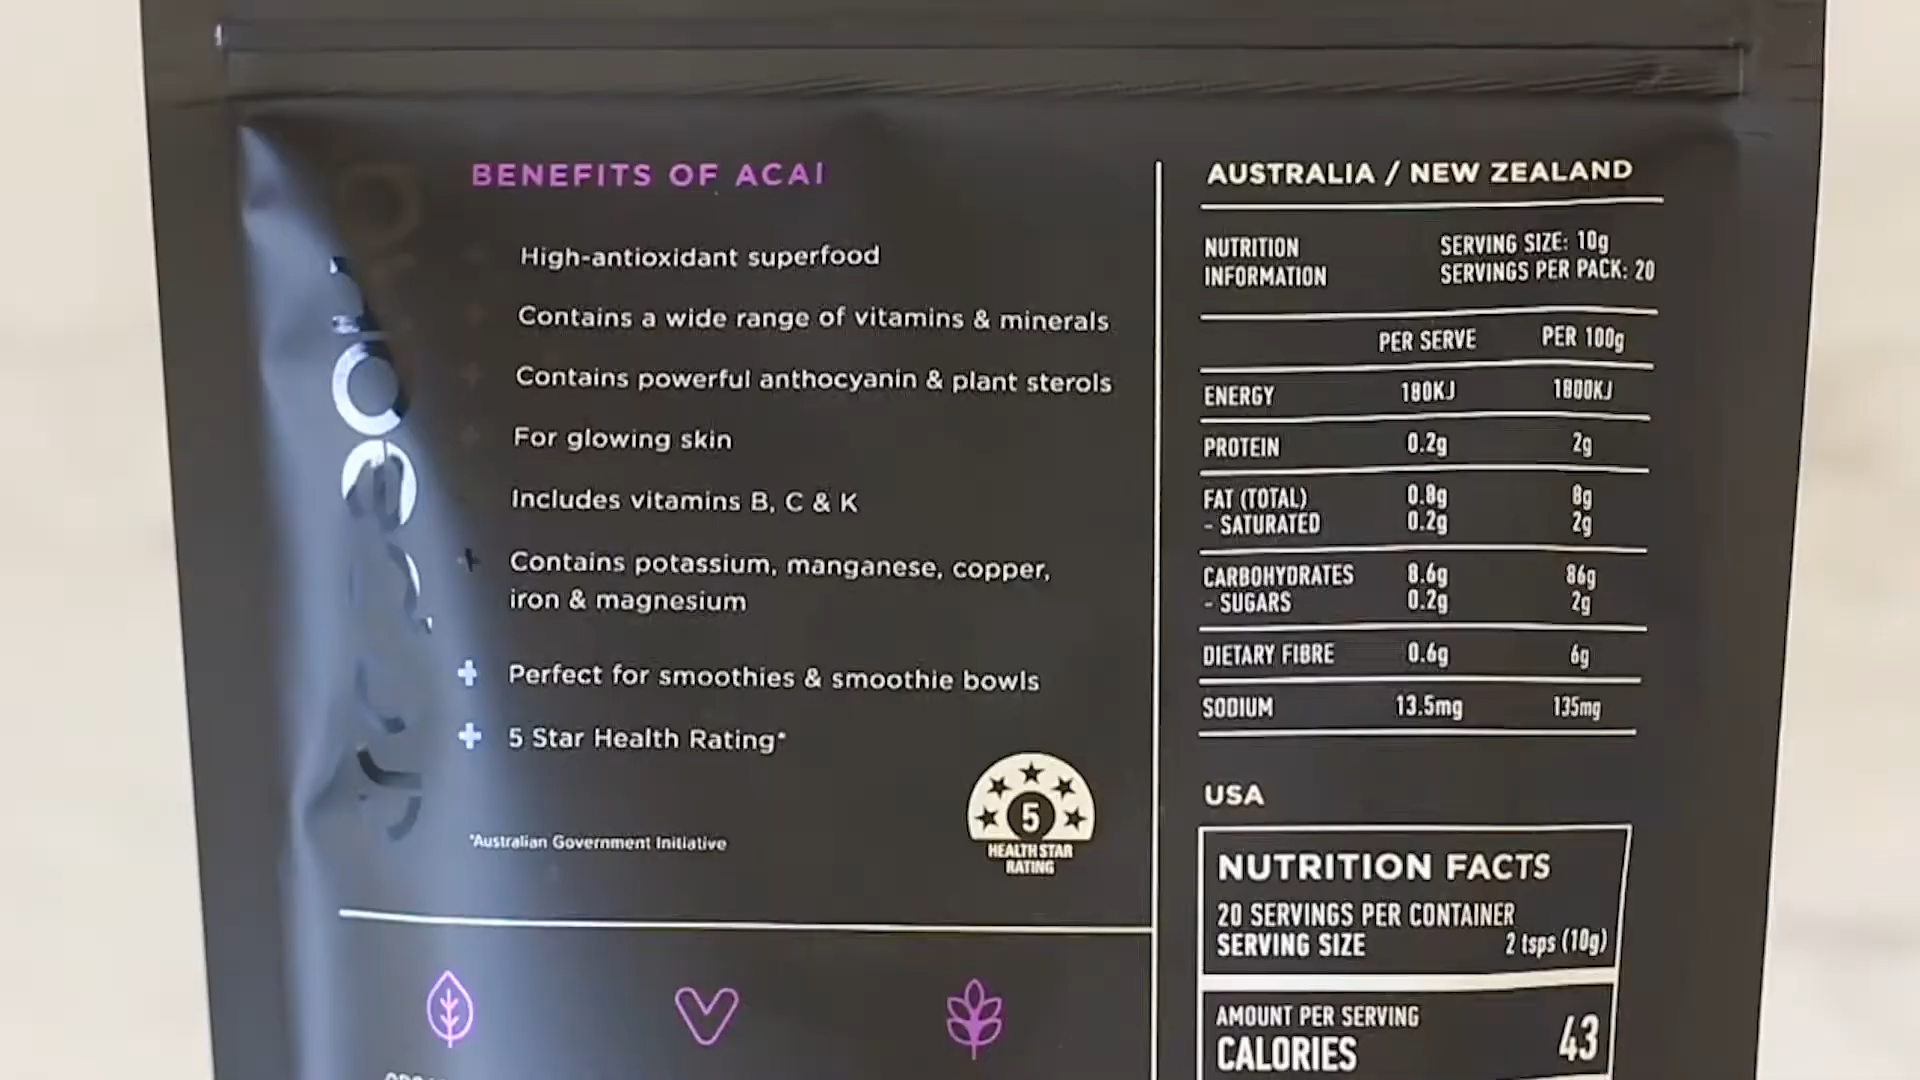 BENEFITS OF ACAI
High-antioxidant superfood
Contains a wide range of vitamins & minerals
Contains powerful anthocyanin & plant sterols
For glowing skin
Includes vitamins B, C & K
Contains potassium, manganese, copper,
iron & magnesium
Perfect for smoothies & smoothie bowls
5 Star Health Rating*
*Australian Government Initiative
5
HEALTH STAR
RATING
AUSTRALIA / NEW ZEALAND
NUTRITION INFORMATION
SERVING SIZE: 10g
SERVINGS PER PACK: 20
PER SERVE PER 100g
ENERGY 180KJ 1800KJ
PROTEIN 0.2g 2g
FAT (TOTAL) 0.8g 8g
- SATURATED 0.2g 2g
CARBOHYDRATES 8.6g 86g
- SUGARS 0.2g 2g
DIETARY FIBRE 0.6g 6g
SODIUM 13.5mg 135mg
USA
NUTRITION FACTS
20 SERVINGS PER CONTAINER
SERVING SIZE 2 tsps (10g)
AMOUNT PER SERVING
CALORIES 43